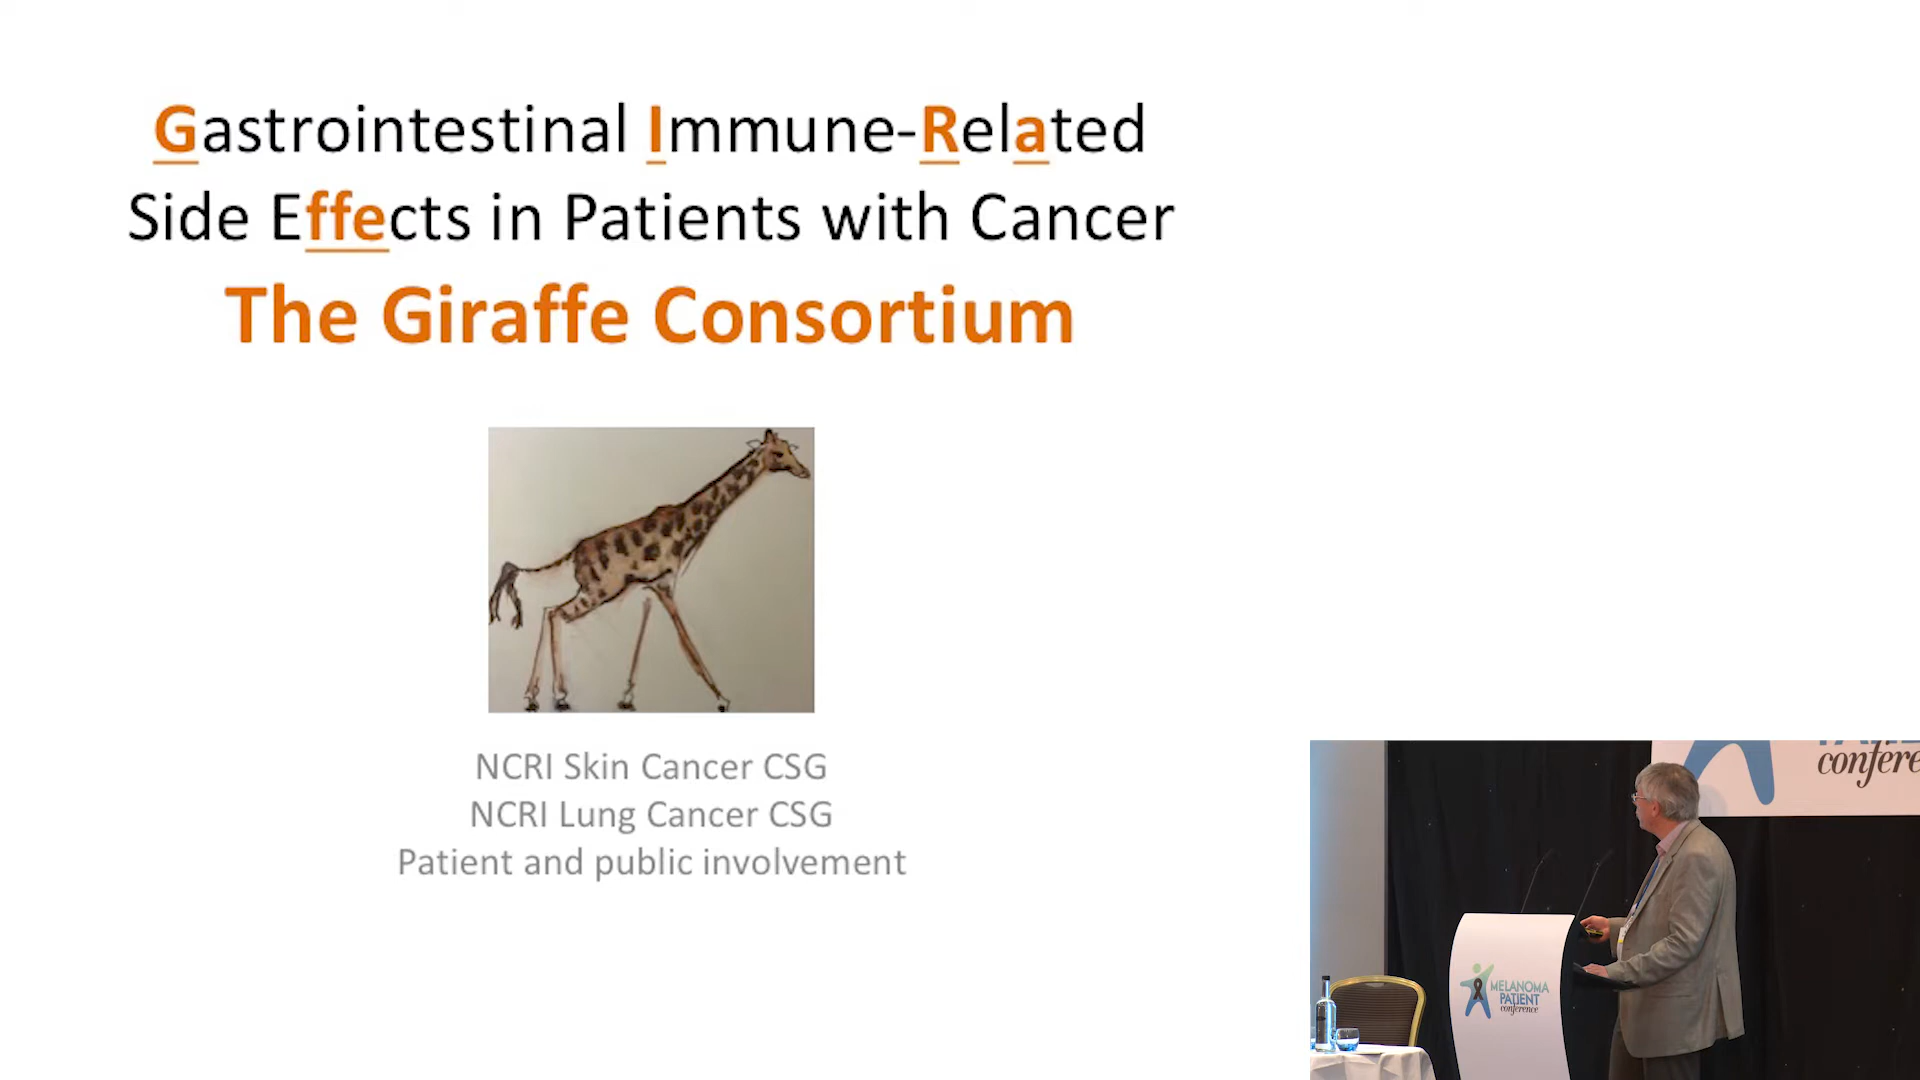 Gastrointestinal Immune-Related
Side Effects in Patients with Cancer
The Giraffe Consortium
NCRI Skin Cancer CSG
NCRI Lung Cancer CSG
Patient and public involvement
MELANOMA
PATIENT
conference